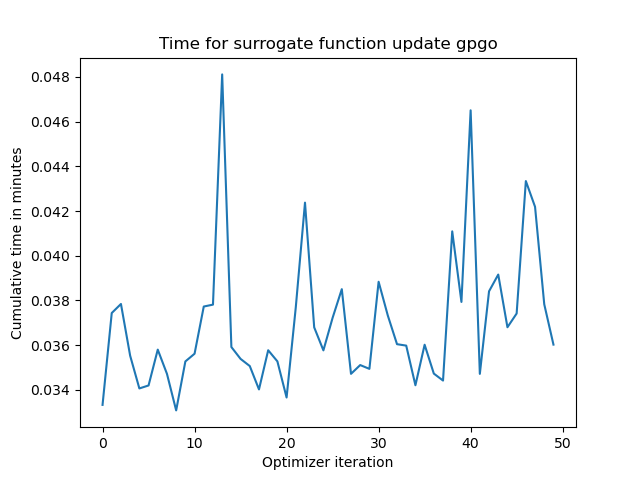 Time for surrogate function update gpgo
0.048
0.046
0.044
0.042
0.040
0.038
0.036
0.034
Cumulative time in minutes
0 10 20 30 40 50
Optimizer iteration